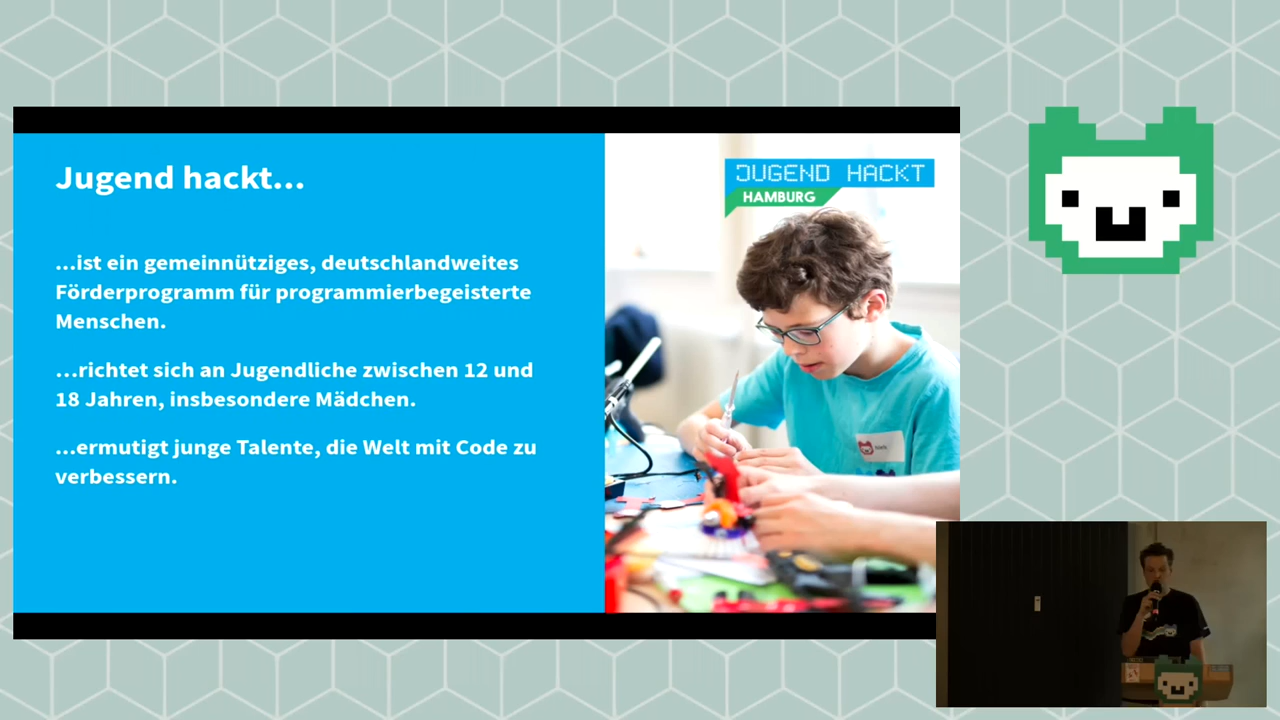 Jugend hackt...
...ist ein gemeinnütziges, deutschlandweites
Förderprogramm für programmierbegeisterte
Menschen.
...richtet sich an Jugendliche zwischen 12 und
18 Jahren, insbesondere Mädchen.
...ermutigt junge Talente, die Welt mit Code zu
verbessern.
JUGEND HACKT
HAMBURG